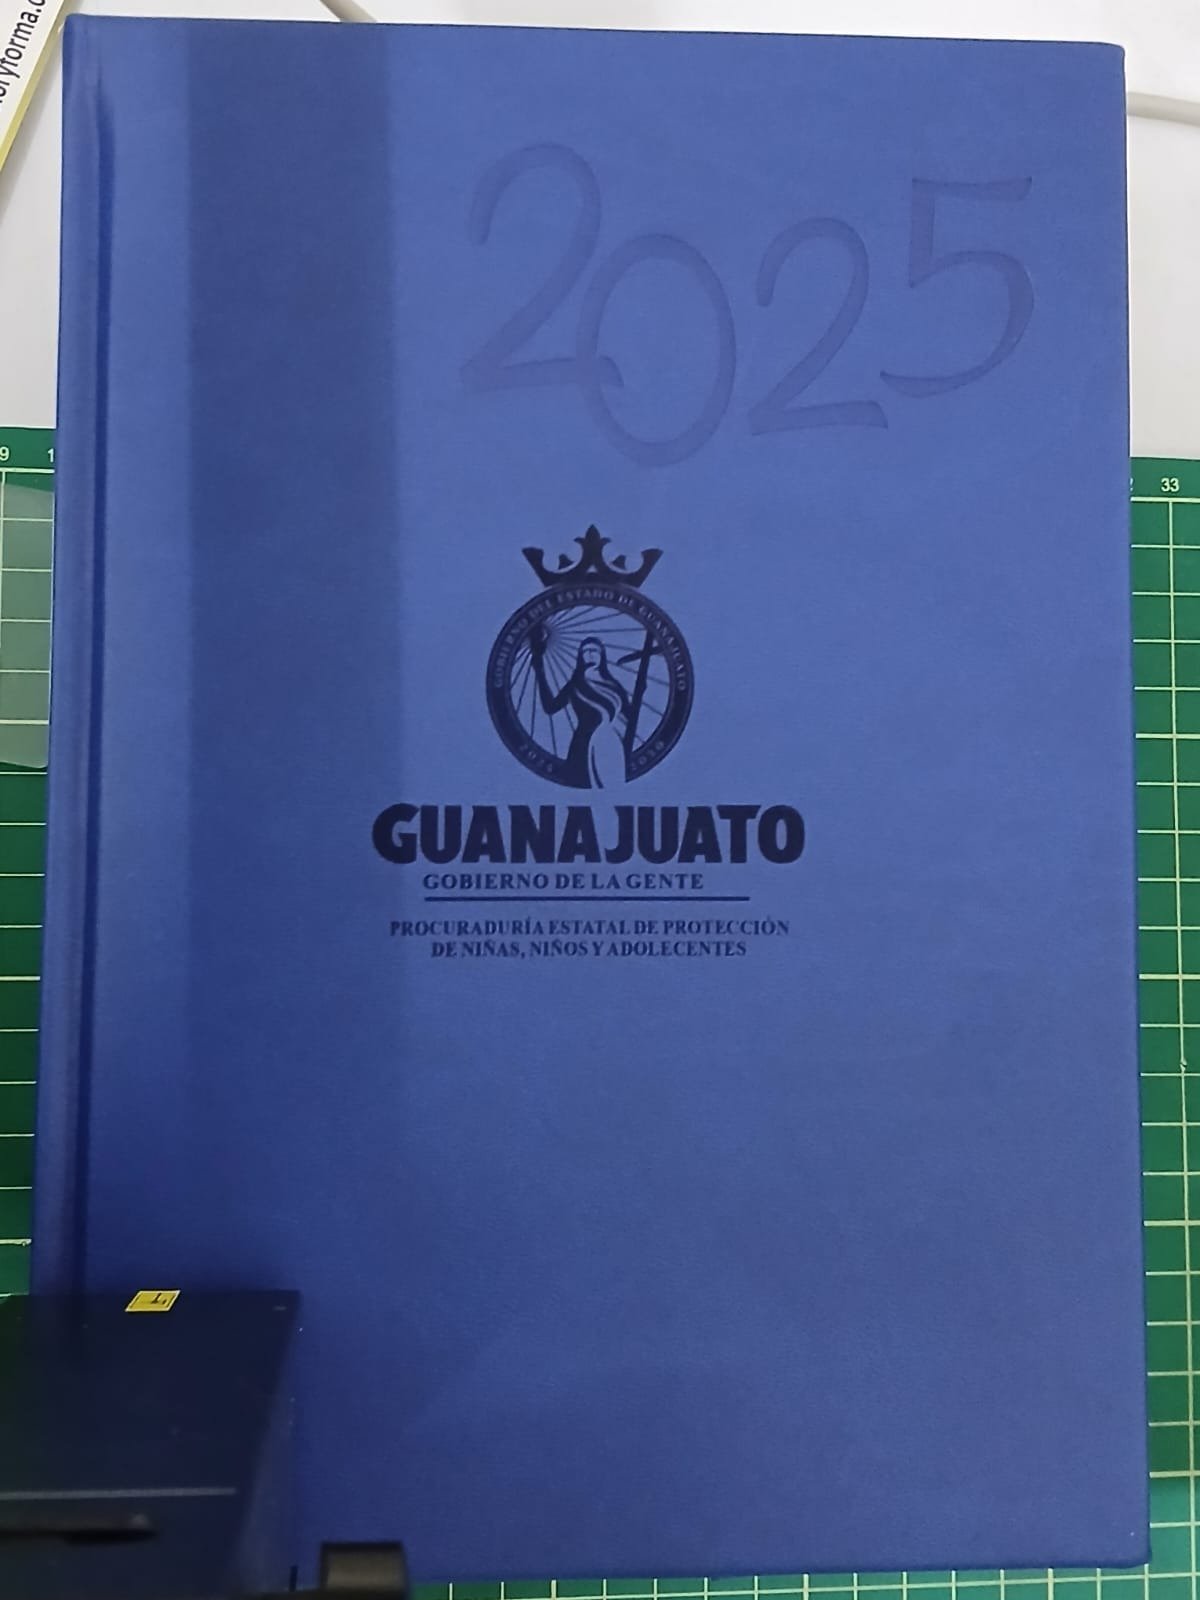 2025
GOBIERNO DEL ESTADO DE GUANAJUATO
GUANAJUATO
GOBIERNO DE LA GENTE
PROCURADURÍA ESTATAL DE PROTECCIÓN
DE NIÑAS, NIÑOS Y ADOLECENTES
33